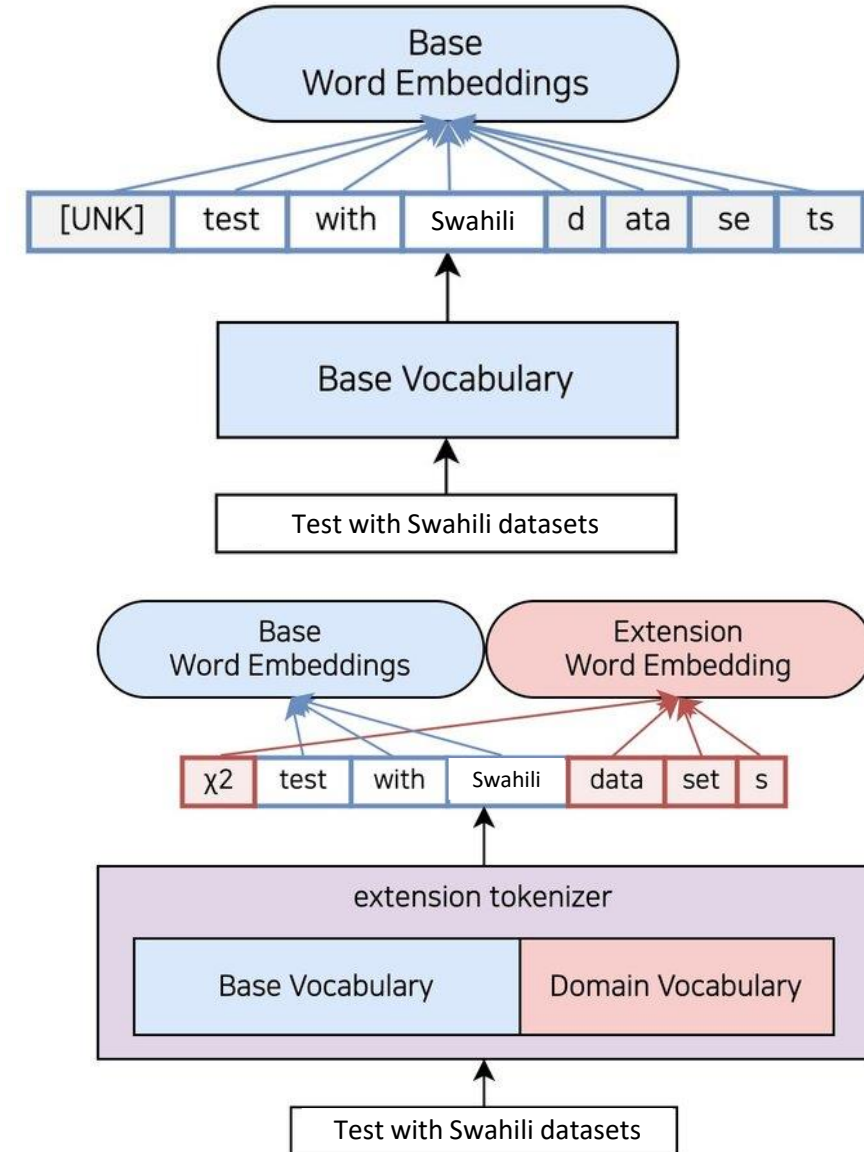 Base
Word Embeddings
[UNK] test with Swahili d ata se ts
Base Vocabulary
Test with Swahili datasets
Base
Word Embeddings
Extension
Word Embedding
χ2 test with Swahili data set s
extension tokenizer
Base Vocabulary
Domain Vocabulary
Test with Swahili datasets